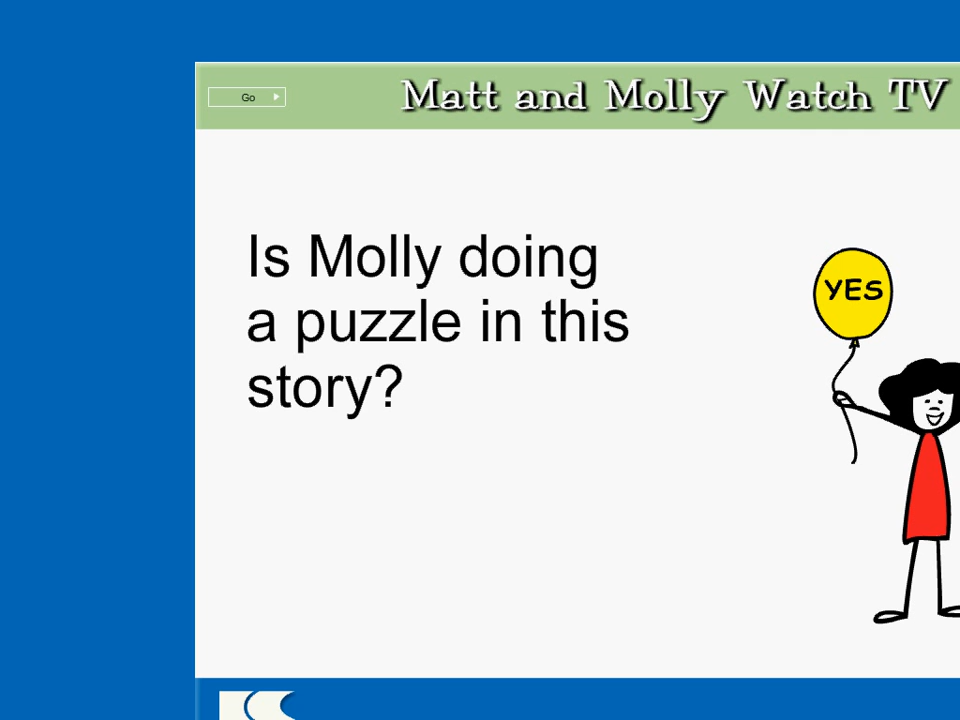 Go
Matt and Molly Watch TV
Is Molly doing
a puzzle in this
story?
YES